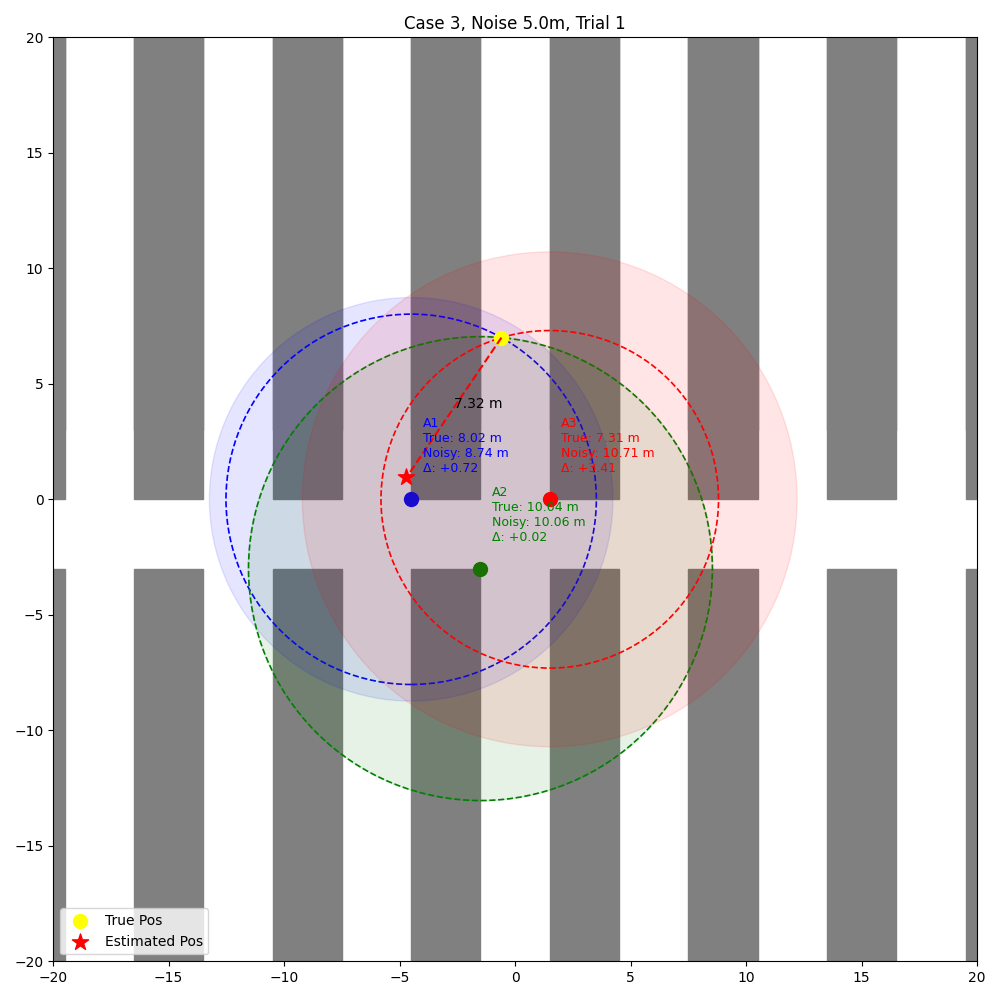 Case 3, Noise 5.0m, Trial 1
20
15
10
5
0
−5
−10
−15
−20
7.32 m
A1
True: 8.02 m
Noisy: 8.74 m
Δ: +0.72
A3
True: 7.31 m
Noisy: 10.71 m
Δ: +3.41
A2
True: 10.04 m
Noisy: 10.06 m
Δ: +0.02
True Pos
Estimated Pos
−20
−15
−10
−5
0
5
10
15
20